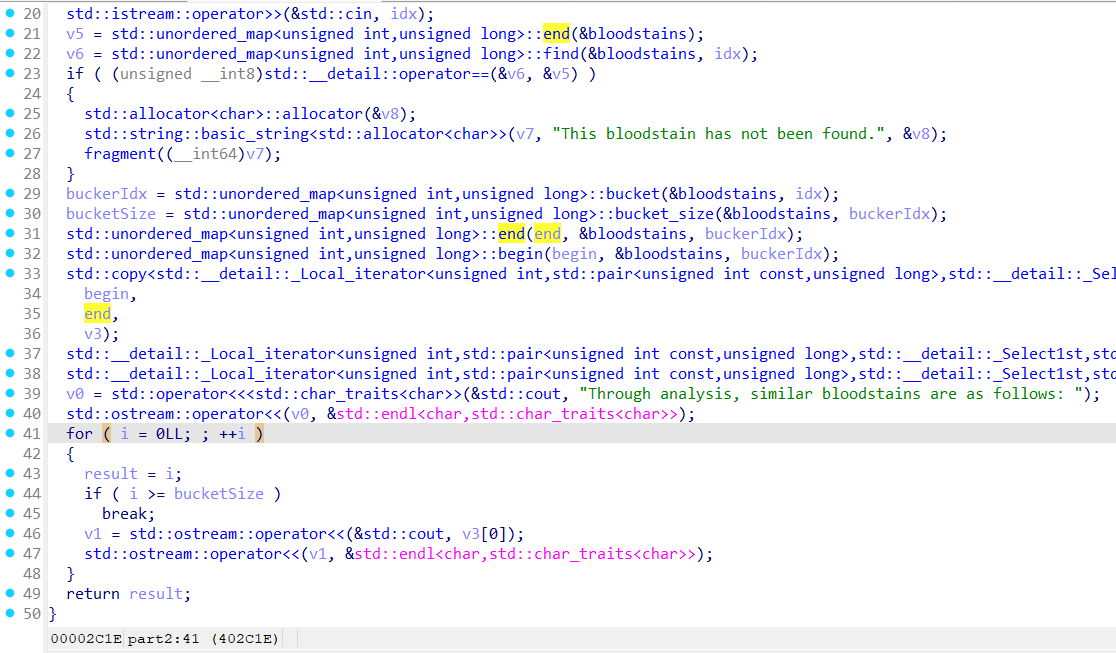 20 std::istream::operator>>(&std::cin, idx);
21 v5 = std::unordered_map<unsigned int,unsigned long>::end(&bloodstains);
22 v6 = std::unordered_map<unsigned int,unsigned long>::find(&bloodstains, idx);
23 if ( (unsigned __int8)std::__detail::operator==(&v6, &v5) )
24 {
25 std::allocator<char>::allocator(&v8);
26 std::string::basic_string<std::allocator<char>>(v7, "This bloodstain has not been found.", &v8);
27 fragment((__int64)v7);
28 }
29 buckerIdx = std::unordered_map<unsigned int,unsigned long>::bucket(&bloodstains, idx);
30 bucketSize = std::unordered_map<unsigned int,unsigned long>::bucket_size(&bloodstains, buckerIdx);
31 std::unordered_map<unsigned int,unsigned long>::end(end, &bloodstains, buckerIdx);
32 std::unordered_map<unsigned int,unsigned long>::begin(begin, &bloodstains, buckerIdx);
33 std::copy<std::__detail::_Local_iterator<unsigned int,std::pair<unsigned int const,unsigned long>,std::__detail::_Sel
34 begin,
35 end,
36 v3);
37 std::__detail::_Local_iterator<unsigned int,std::pair<unsigned int const,unsigned long>,std::__detail::_Select1st,std
38 std::__detail::_Local_iterator<unsigned int,std::pair<unsigned int const,unsigned long>,std::__detail::_Select1st,std
39 v0 = std::operator<<<std::char_traits<char>>(&std::cout, "Through analysis, similar bloodstains are as follows: ");
40 std::ostream::operator<<(v0, &std::endl<char,std::char_traits<char>>);
41 for ( i = 0LL; ; ++i )
42 {
43 result = i;
44 if ( i >= bucketSize )
45 break;
46 v1 = std::ostream::operator<<(&std::cout, v3[0]);
47 std::ostream::operator<<(v1, &std::endl<char,std::char_traits<char>>);
48 }
49 return result;
50 }
00002C1E part2:41 (402C1E)